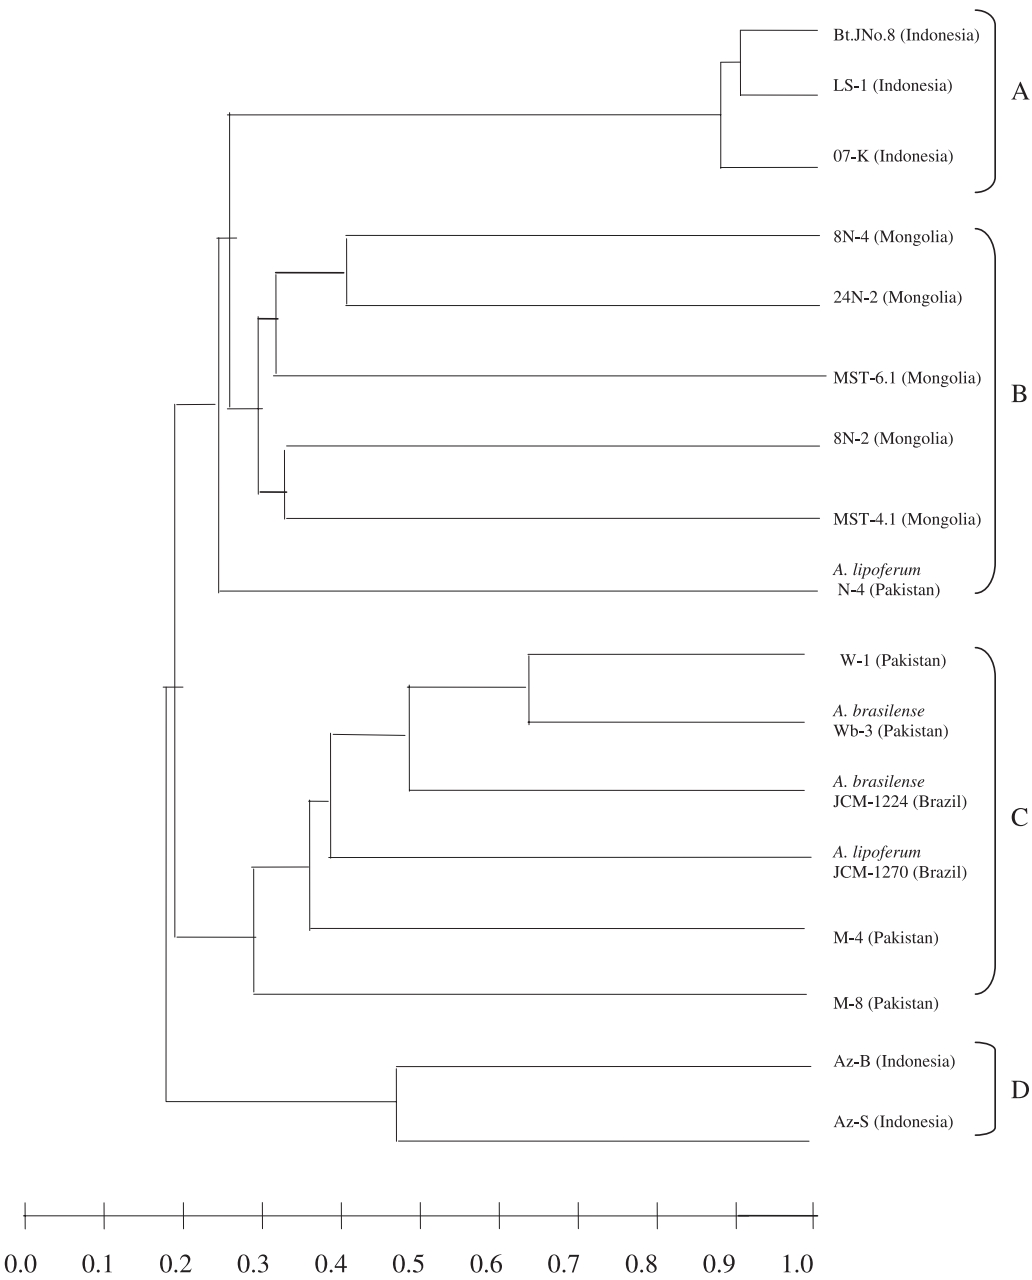 Bt.JNo.8 (Indonesia)
LS-1 (Indonesia)
A
07-K (Indonesia)
8N-4 (Mongolia)
24N-2 (Mongolia)
MST-6.1 (Mongolia)
B
8N-2 (Mongolia)
MST-4.1 (Mongolia)
A. lipoferum
N-4 (Pakistan)
W-1 (Pakistan)
A. brasilense
Wb-3 (Pakistan)
A. brasilense
JCM-1224 (Brazil)
C
A. lipoferum
JCM-1270 (Brazil)
M-4 (Pakistan)
M-8 (Pakistan)
Az-B (Indonesia)
D
Az-S (Indonesia)
0.0 0.1 0.2 0.3 0.4 0.5 0.6 0.7 0.8 0.9 1.0